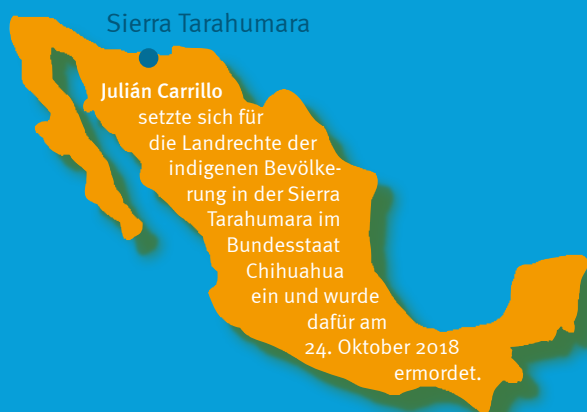 Sierra Tarahumara
Julián Carrillo
setzte sich für
die Landrechte der
indigenen Bevölke-
rung in der Sierra
Tarahumara im
Bundesstaat
Chihuahua
ein und wurde
dafür am
24. Oktober 2018
ermordet.